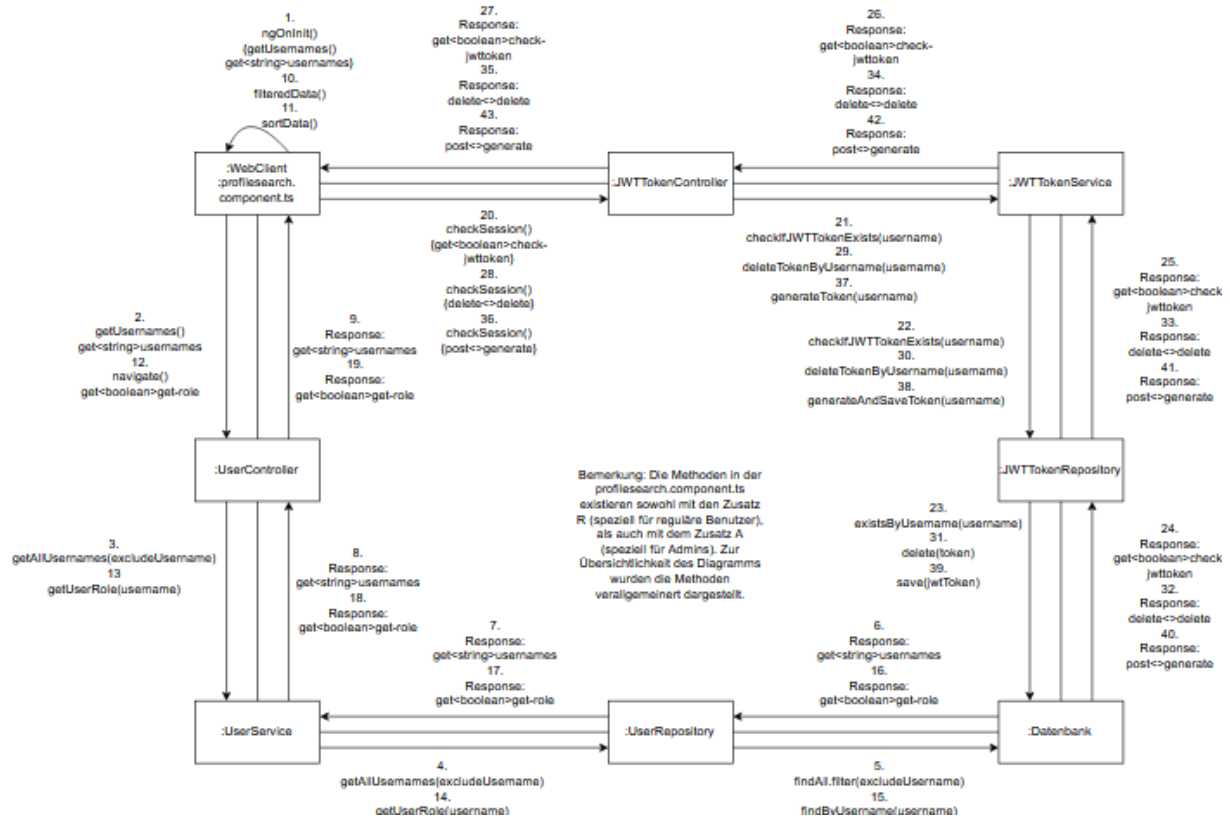 1.
ngOnInit()
{getUsernames()
get<string>usernames}
10.
filteredData()
11.
sortData()
27.
Response:
get<boolean>check-
jwttoken
35.
Response:
delete<>delete
43.
Response:
post<>generate
26.
Response:
get<boolean>check-
jwttoken
34.
Response:
delete<>delete
42.
Response:
post<>generate
:WebClient
:profilesearch.
component.ts
:JWTTokenController
:JWTTokenService
20.
checkSession()
{get<boolean>check-
jwttoken}
28.
checkSession()
{delete<>delete}
36.
checkSession()
{post<>generate}
21.
checkIfJWTTokenExists(username)
29.
deleteTokenByUsername(username)
37.
generateToken(username)
2.
getUsernames()
get<string>usernames
12.
navigate()
get<boolean>get-role
9.
Response:
get<string>usernames
19.
Response:
get<boolean>get-role
22.
checkIfJWTTokenExists(username)
30.
deleteTokenByUsername(username)
38.
generateAndSaveToken(username)
25.
Response:
get<boolean>check
jwttoken
33.
Response:
delete<>delete
41.
Response:
post<>generate
:UserController
:JWTTokenRepository
Bemerkung: Die Methoden in der
profilesearch.component.ts
existieren sowohl mit den Zusatz
R (speziell für reguläre Benutzer),
als auch mit dem Zusatz A
(speziell für Admins). Zur
Übersichtlichkeit des Diagramms
wurden die Methoden
verallgemeinert dargestellt.
3.
getAllUsernames(excludeUsername)
13
getUserRole(username)
8.
Response:
get<string>usernames
18.
Response:
get<boolean>get-role
23.
existsByUsername(username)
31.
delete(token)
39.
save(jwtToken)
24.
Response:
get<boolean>check
jwttoken
32.
Response:
delete<>delete
40.
Response:
post<>generate
7.
Response:
get<string>usernames
17.
Response:
get<boolean>get-role
6.
Response:
get<string>usernames
16.
Response:
get<boolean>get-role
:UserService
:UserRepository
:Datenbank
4.
getAllUsernames(excludeUsername)
14.
getUserRole(username)
5.
findAll.filter(excludeUsername)
15.
findByUsername(username)